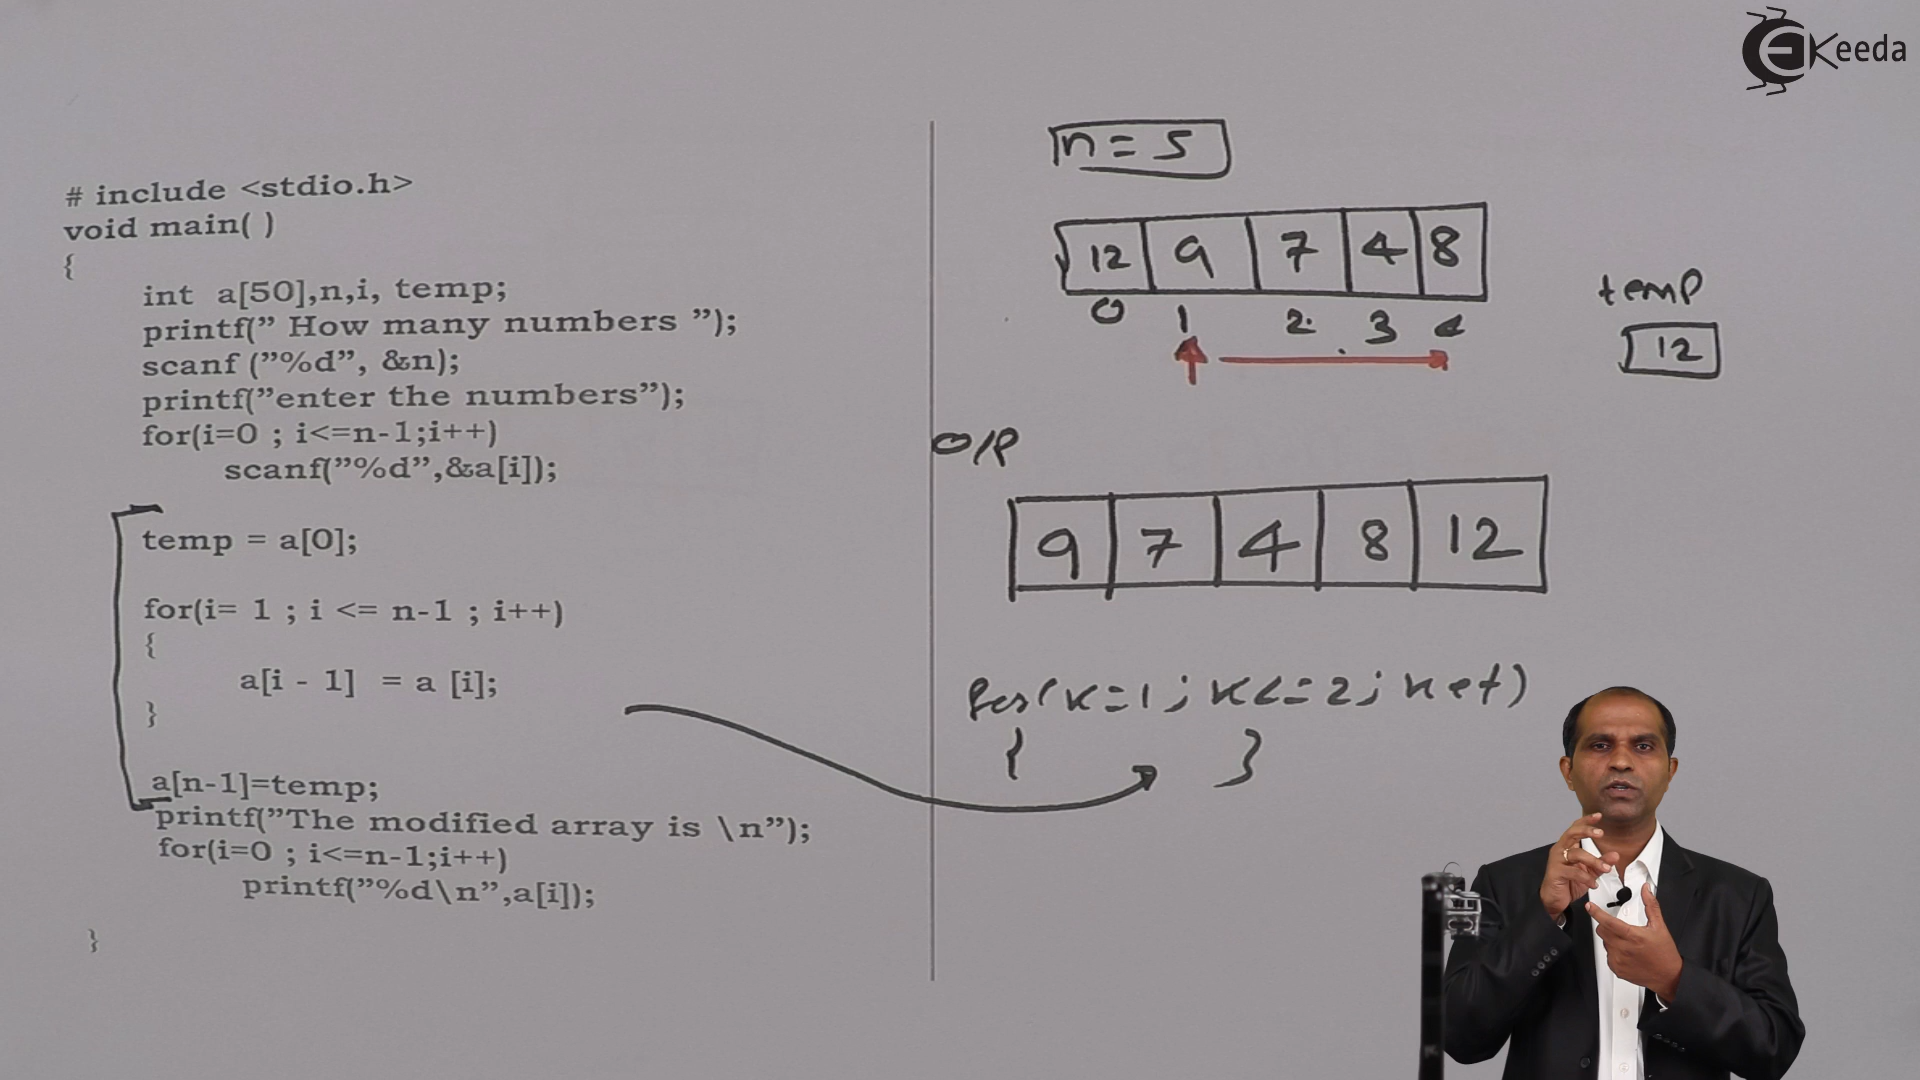 Keeda
# include <stdio.h>
void main( )
{
int a[50],n,i, temp;
printf(” How many numbers ”);
scanf (”%d”, &n);
printf(”enter the numbers”);
for(i=0 ; i<=n-1;i++)
scanf(”%d”,&a[i]);
temp = a[0];
for(i= 1 ; i <= n-1 ; i++)
{
a[i - 1] = a [i];
}
a[n-1]=temp;
printf(”The modified array is \n”);
for(i=0 ; i<=n-1;i++)
printf(”%d\n”,a[i]);
}
n = 5
12 9 7 4 8
0 1 2 3 4
temp
12
O/P
9 7 4 8 12
for(k=1; k<=2; k++)
{ }